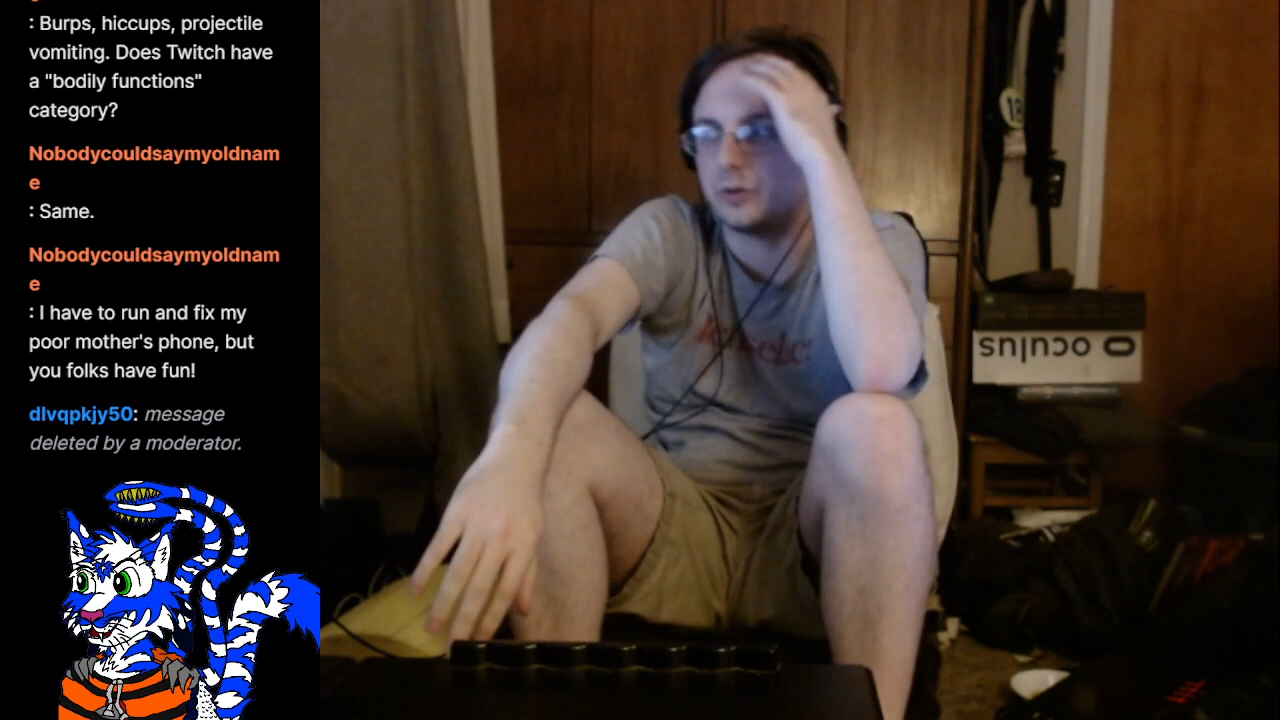 : Burps, hiccups, projectile
vomiting. Does Twitch have
a "bodily functions"
category?
Nobodycouldsaymyoldnam
e
: Same.
Nobodycouldsaymyoldnam
e
: I have to run and fix my
poor mother's phone, but
you folks have fun!
dlvqpkjy50: message
deleted by a moderator.
18
oculus